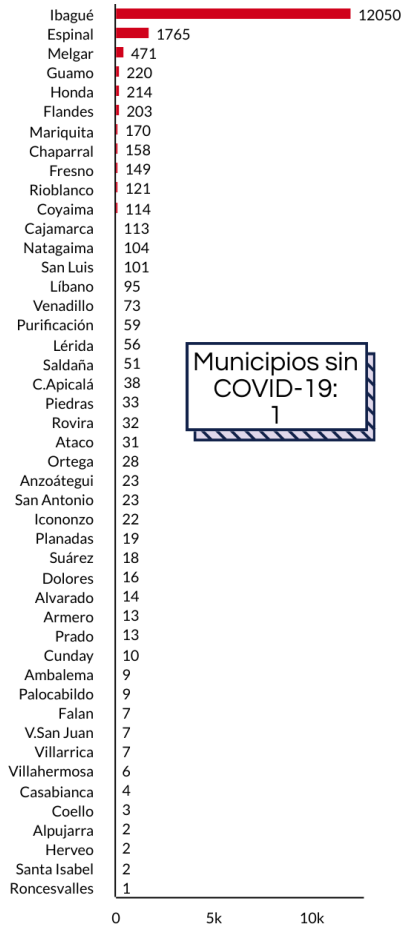 Ibagué 12050
Espinal 1765
Melgar 471
Guamo 220
Honda 214
Flandes 203
Mariquita 170
Chaparral 158
Fresno 149
Rioblanco 121
Coyaima 114
Cajamarca 113
Natagaima 104
San Luis 101
Líbano 95
Venadillo 73
Purificación 59
Lérida 56
Saldaña 51
C.Apicalá 38
Piedras 33
Rovira 32
Ataco 31
Ortega 28
Anzoátegui 23
San Antonio 23
Icononzo 22
Planadas 19
Suárez 18
Dolores 16
Alvarado 14
Armero 13
Prado 13
Cunday 10
Ambalema 9
Palocabildo 9
Falan 7
V.San Juan 7
Villarrica 7
Villahermosa 6
Casabianca 4
Coello 3
Alpujarra 2
Herveo 2
Santa Isabel 2
Roncesvalles 1
0 5k 10k
Municipios sin
COVID-19:
1